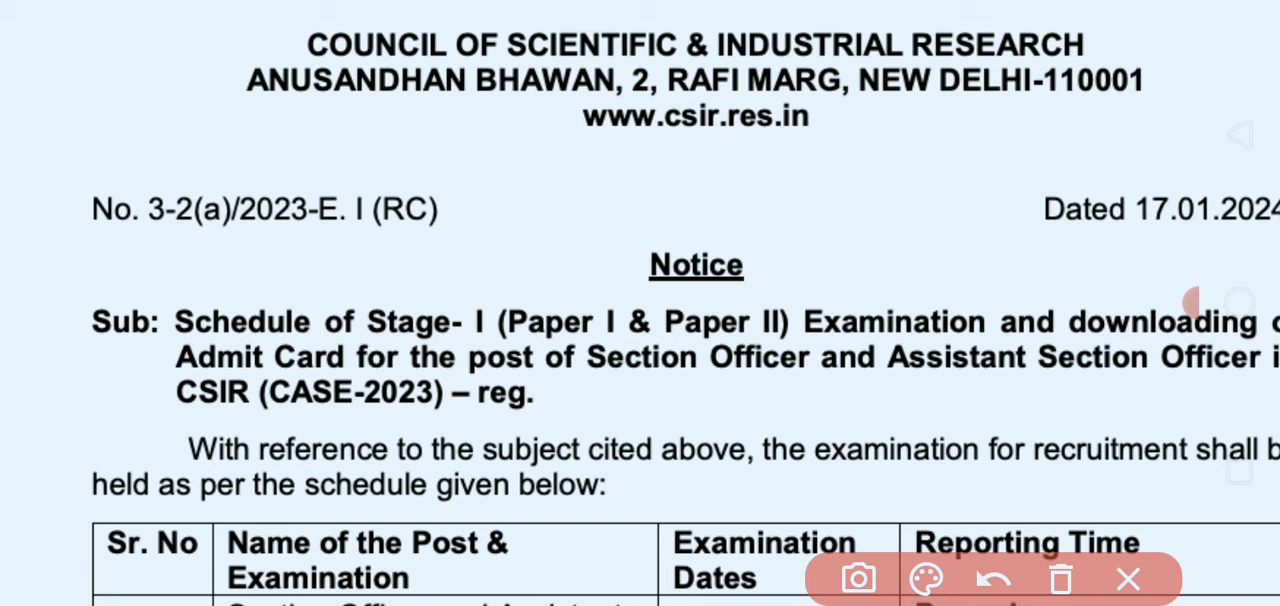 COUNCIL OF SCIENTIFIC & INDUSTRIAL RESEARCH
ANUSANDHAN BHAWAN, 2, RAFI MARG, NEW DELHI-110001
www.csir.res.in
No. 3-2(a)/2023-E. I (RC) Dated 17.01.2024
Notice
Sub: Schedule of Stage- I (Paper I & Paper II) Examination and downloading
Admit Card for the post of Section Officer and Assistant Section Officer
CSIR (CASE-2023) – reg.
With reference to the subject cited above, the examination for recruitment shall
held as per the schedule given below:
Sr. No Name of the Post & Examination Reporting Time
Examination Dates